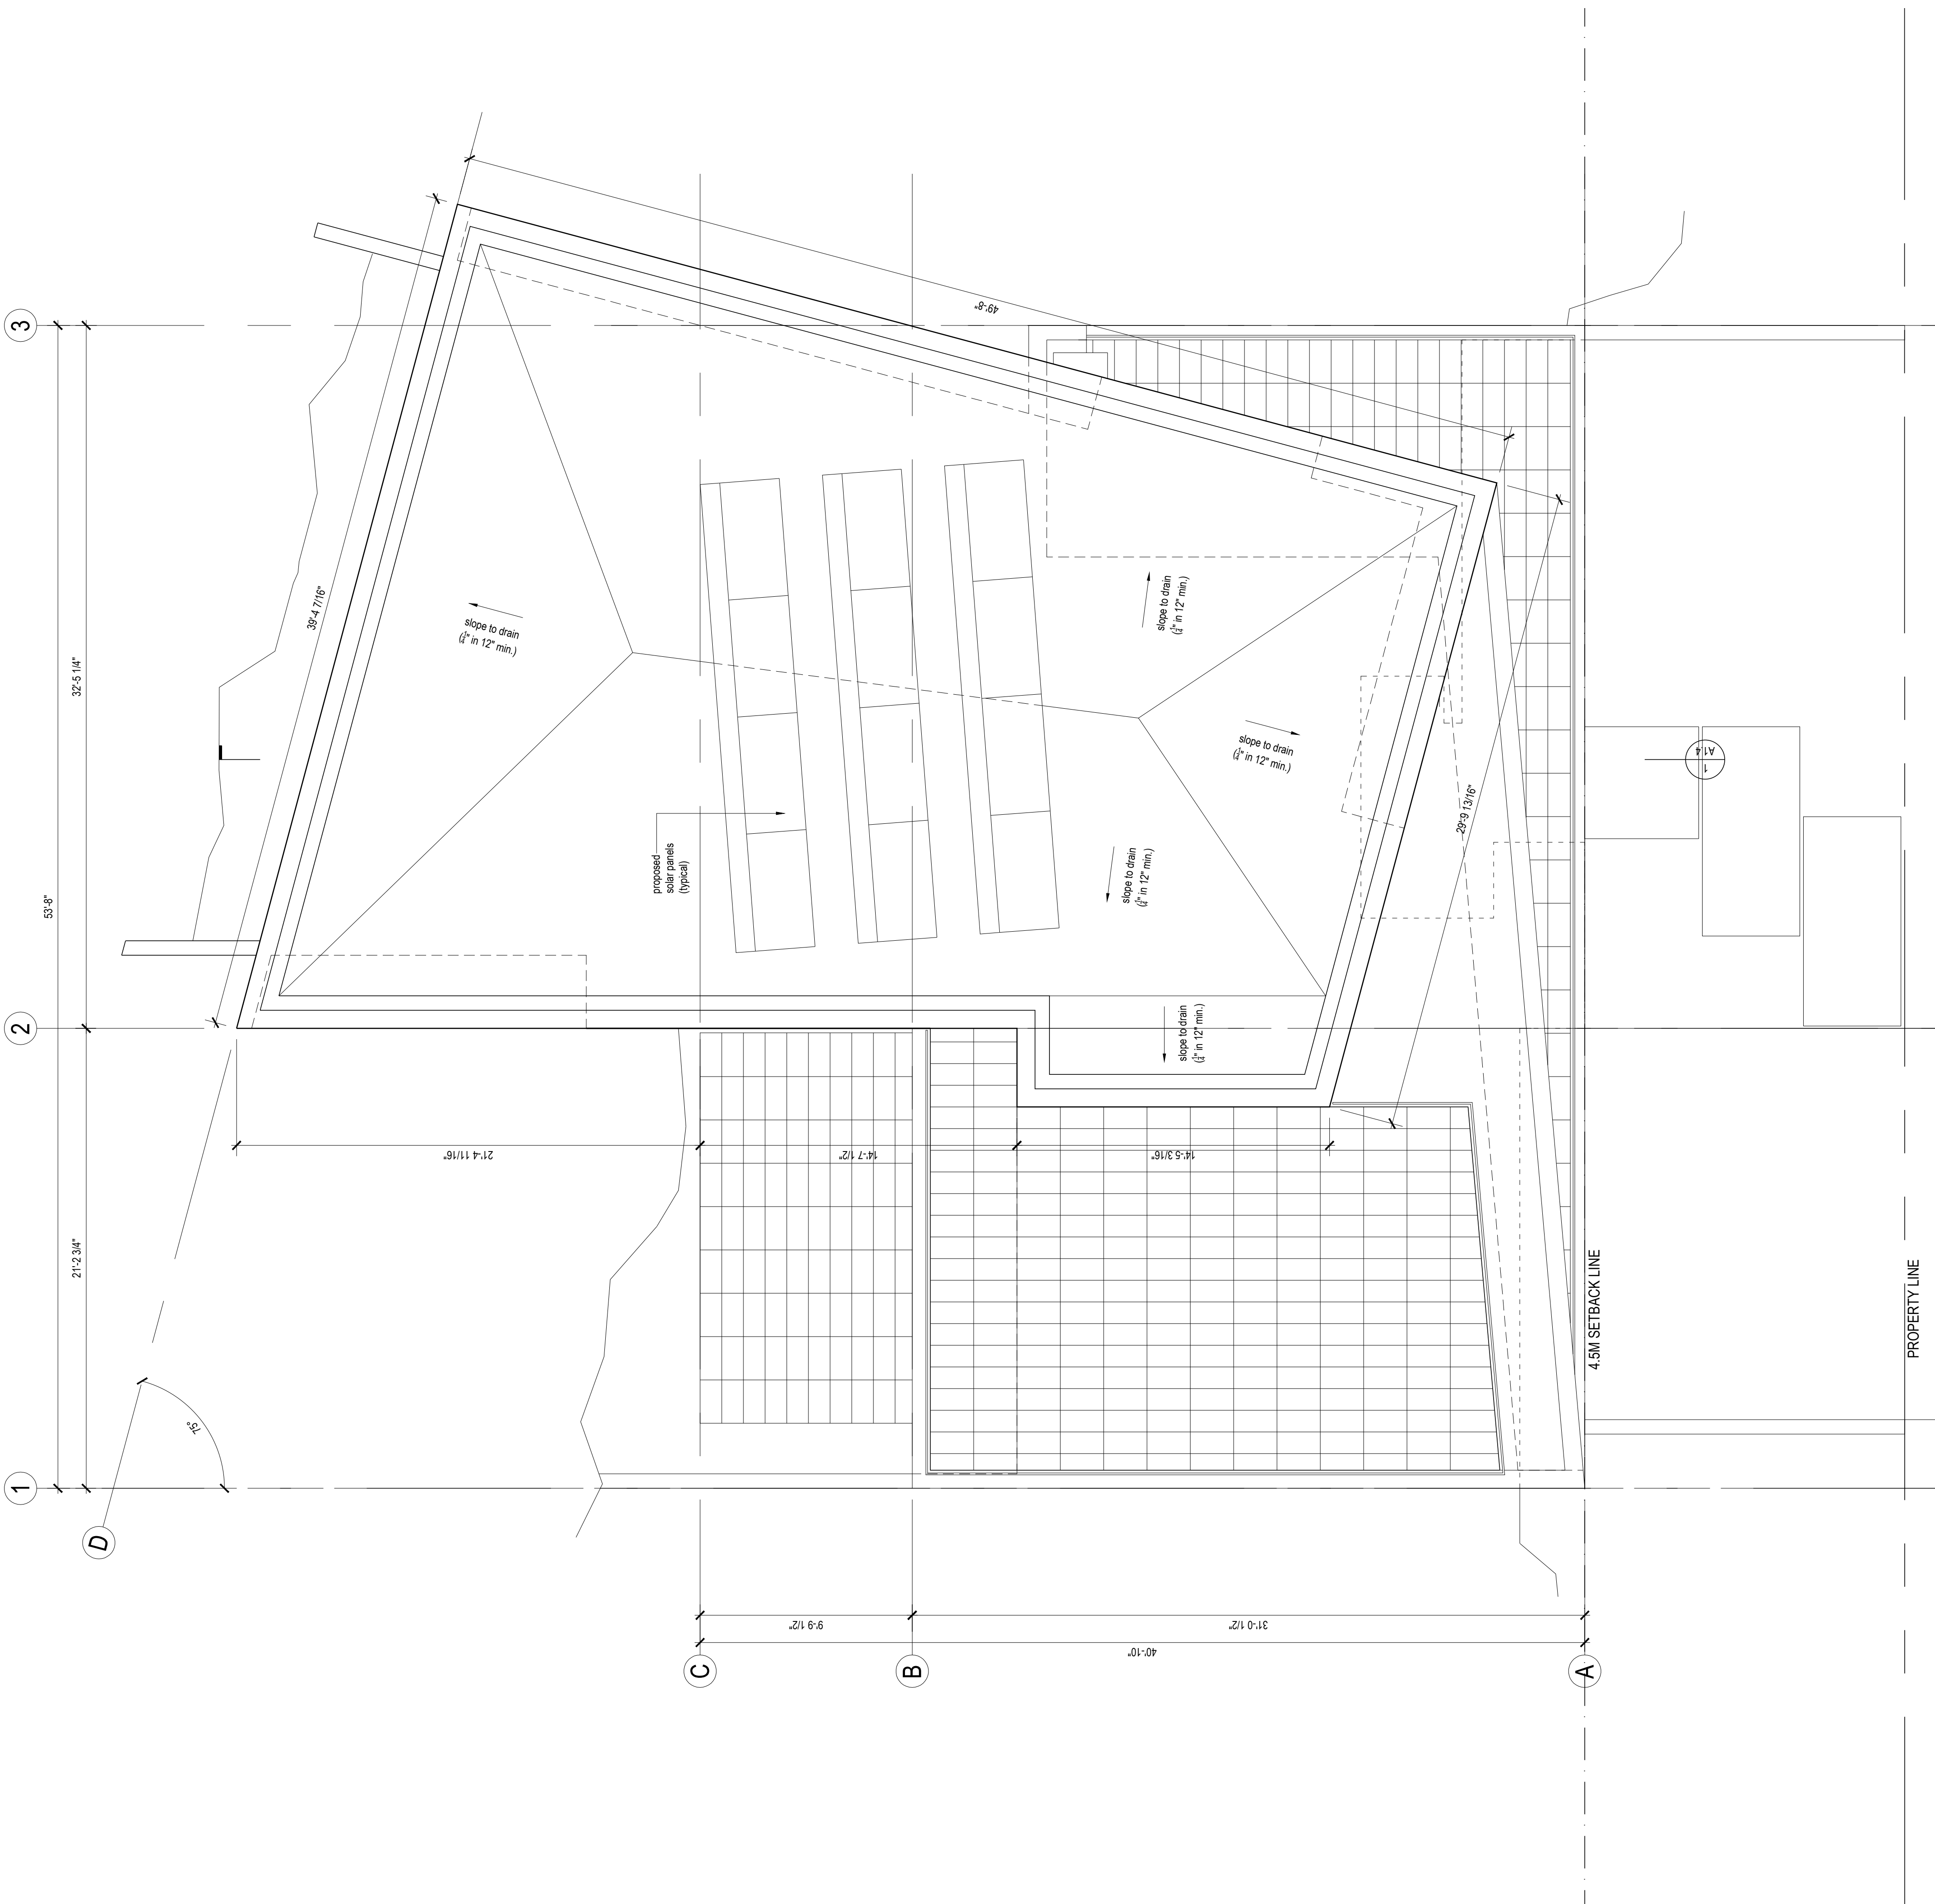 3
39'-4 7/16"
49'-8"
32'-5 1/4"
53'-8"
slope to drain
(1/4" in 12" min.)
slope to drain
(1/4" in 12" min.)
slope to drain
(1/4" in 12" min.)
1
A1.4
29'-9 13/16"
proposed
solar panels
(typical)
slope to drain
(1/4" in 12" min.)
2
slope to drain
(1/4" in 12" min.)
21'-4 11/16"
14'-7 1/2"
14'-5 3/16"
21'-2 3/4"
4.5M SETBACK LINE
PROPERTY LINE
75°
1
D
9'-9 1/2"
31'-0 1/2"
40'-10"
C
B
A